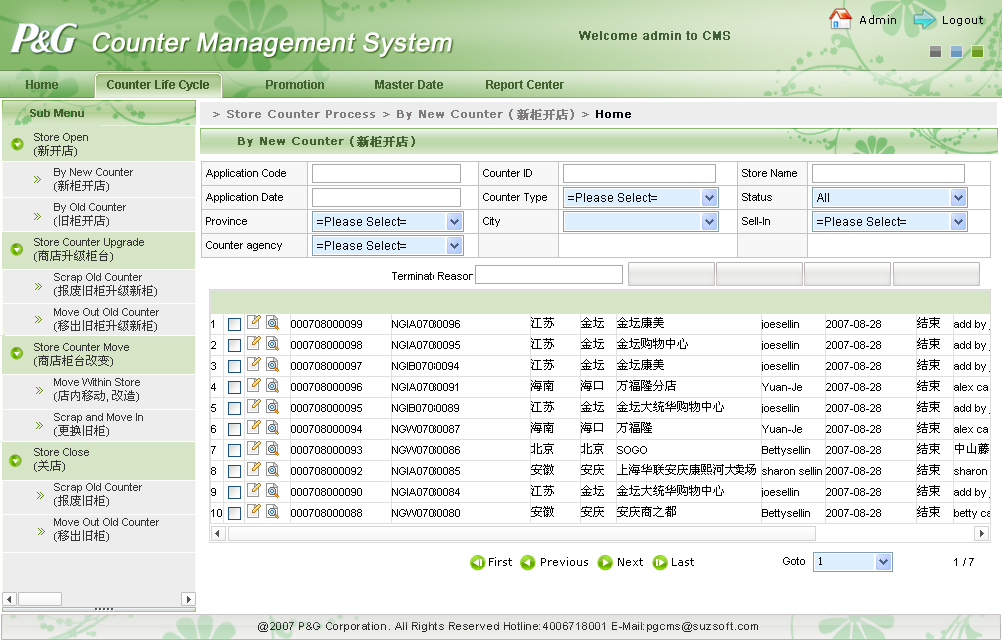 P&G Counter Management System
Welcome admin to CMS
Admin Logout
Home Counter Life Cycle Promotion Master Date Report Center
Sub Menu
Store Open
(新开店)
By New Counter
(新柜开店)
By Old Counter
(旧柜开店)
Store Counter Upgrade
(商店升级柜台)
Scrap Old Counter
(报废旧柜升级新柜)
Move Out Old Counter
(移出旧柜升级新柜)
Store Counter Move
(商店柜台改变)
Move Within Store
(店内移动, 改造)
Scrap and Move In
(更换旧柜)
Store Close
(关店)
Scrap Old Counter
(报废旧柜)
Move Out Old Counter
(移出旧柜)
> Store Counter Process > By New Counter (新柜开店) > Home
By New Counter (新柜开店)
Application Code Counter ID Store Name
Application Date Counter Type =Please Select= Status All
Province =Please Select= City Sell-In =Please Select=
Counter agency =Please Select=
Terminati Reason
1 000708000099 NGIA07080096 江苏 金坛 金坛康美 joesellin 2007-08-28 结束 add by
2 000708000098 NGIA07080095 江苏 金坛 金坛购物中心 joesellin 2007-08-28 结束 add by
3 000708000097 NGIB07080094 江苏 金坛 金坛康美 joesellin 2007-08-28 结束 add by
4 000708000096 NGIA07080091 海南 海口 万福隆分店 Yuan-Je 2007-08-28 结束 alex ca
5 000708000095 NGIB07080089 江苏 金坛 金坛大统华购物中心 joesellin 2007-08-28 结束 add by
6 000708000094 NGW07080087 海南 海口 万福隆 Yuan-Je 2007-08-28 结束 alex ca
7 000708000093 NGW07080086 北京 北京 SOGO Bettysellin 2007-08-28 结束 中山藤
8 000708000092 NGIA07080085 安徽 安庆 上海华联安庆康熙河大卖场 sharon sellin 2007-08-28 结束 sharon
9 000708000090 NGIA07080084 江苏 金坛 金坛大统华购物中心 joesellin 2007-08-28 结束 add by
10 000708000088 NGW07080080 安徽 安庆 安庆商之都 Bettysellin 2007-08-28 结束 betty ca
First Previous Next Last Goto 1 1 / 7
@2007 P&G Corporation. All Rights Reserved Hotline:4006718001 E-Mail:pgcms@suzsoft.com